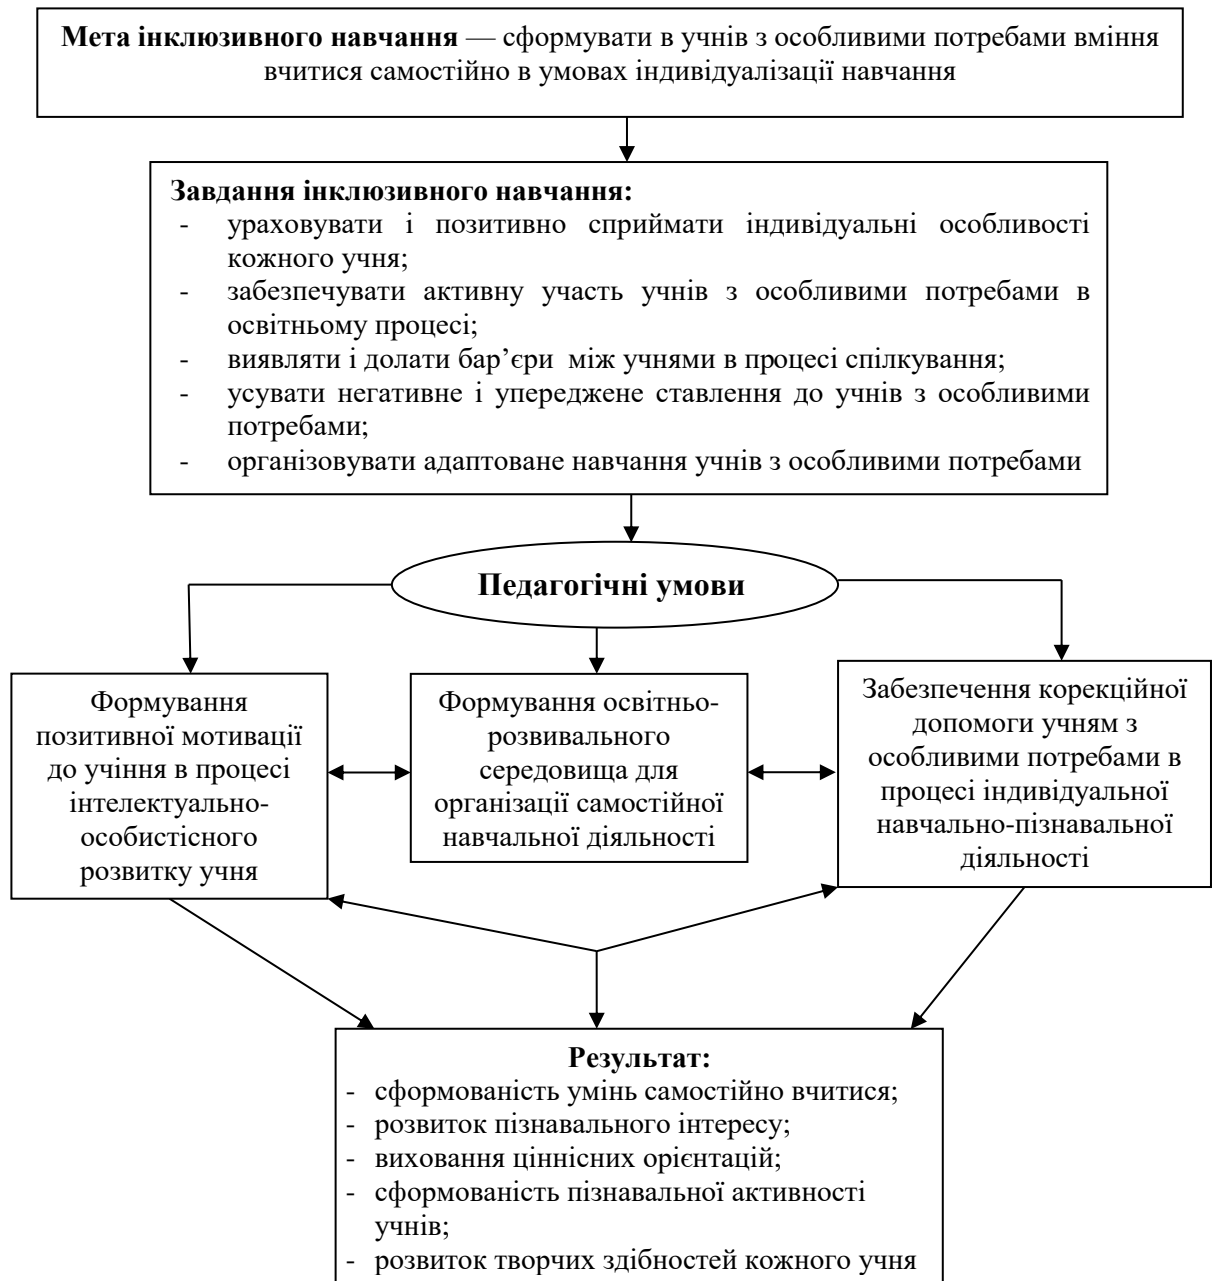 Мета інклюзивного навчання — сформувати в учнів з особливими потребами вміння
вчитися самостійно в умовах індивідуалізації навчання
Завдання інклюзивного навчання:
- ураховувати і позитивно сприймати індивідуальні особливості
кожного учня;
- забезпечувати активну участь учнів з особливими потребами в
освітньому процесі;
- виявляти і долати бар’єри між учнями в процесі спілкування;
- усувати негативне і упереджене ставлення до учнів з особливими
потребами;
- організовувати адаптоване навчання учнів з особливими потребами
Педагогічні умови
Формування
позитивної мотивації
до учіння в процесі
інтелектуально-
особистісного
розвитку учня
Формування освітньо-
розвивального
середовища для
організації самостійної
навчальної діяльності
Забезпечення корекційної
допомоги учням з
особливими потребами в
процесі індивідуальної
навчально-пізнавальної
діяльності
Результат:
- сформованість умінь самостійно вчитися;
- розвиток пізнавального інтересу;
- виховання ціннісних орієнтацій;
- сформованість пізнавальної активності
учнів;
- розвиток творчих здібностей кожного учня